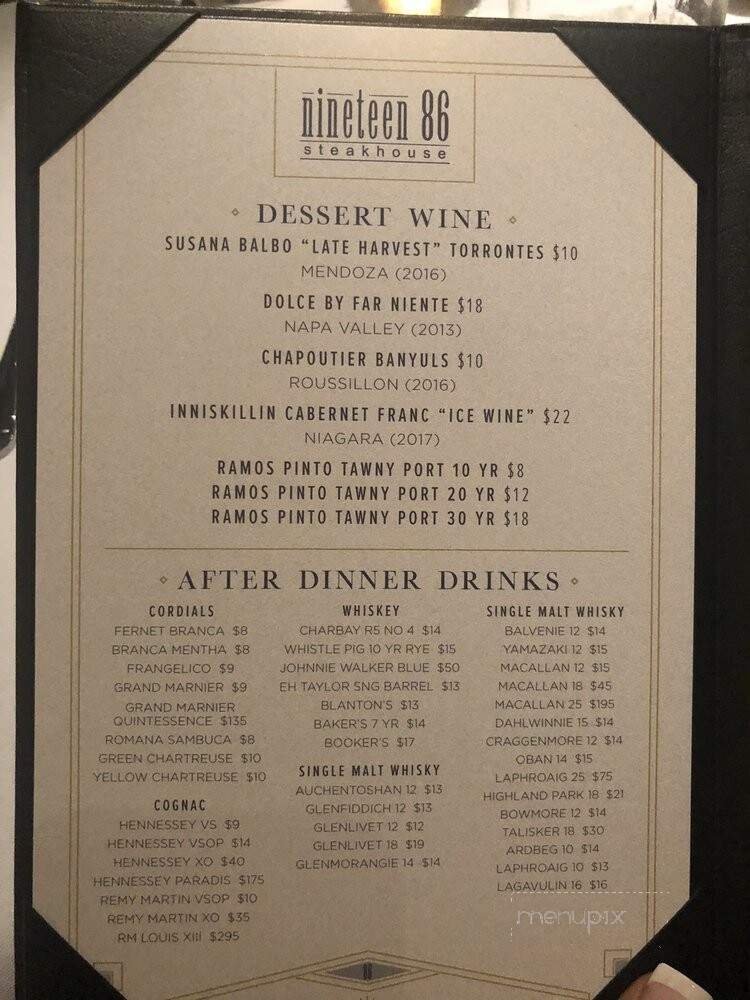 nineteen 86
steakhouse
DESSERT WINE
SUSANA BALBO “LATE HARVEST” TORRONTES $10
MENDOZA (2016)
DOLCE BY FAR NIENTE $18
NAPA VALLEY (2013)
CHAPOUTIER BANYULS $10
ROUSSILLON (2016)
INNISKILLIN CABERNET FRANC “ICE WINE” $22
NIAGARA (2017)
RAMOS PINTO TAWNY PORT 10 YR $8
RAMOS PINTO TAWNY PORT 20 YR $12
RAMOS PINTO TAWNY PORT 30 YR $18
AFTER DINNER DRINKS
CORDIALS
FERNET BRANCA $8
BRANCA MENTHA $8
FRANGELICO $9
GRAND MARNIER $9
GRAND MARNIER
QUINTESSENCE $135
ROMANA SAMBUCA $8
GREEN CHARTREUSE $10
YELLOW CHARTREUSE $10
COGNAC
HENNESSEY VS $9
HENNESSEY VSOP $14
HENNESSEY XO $40
HENNESSEY PARADIS $175
REMY MARTIN VSOP $10
REMY MARTIN XO $35
RM LOUIS XIII $295
WHISKEY
CHARBAY R5 NO 4 $14
WHISTLE PIG 10 YR RYE $15
JOHNNIE WALKER BLUE $50
EH TAYLOR SNG BARREL $13
BLANTON'S $13
BAKER'S 7 YR $14
BOOKER'S $17
SINGLE MALT WHISKY
AUCHENTOSHAN 12 $13
GLENFIDDICH 12 $13
GLENLIVET 12 $12
GLENLIVET 18 $19
GLENMORANGIE 14 $14
SINGLE MALT WHISKY
BALVENIE 12 $14
YAMAZAKI 12 $15
MACALLAN 12 $15
MACALLAN 18 $45
MACALLAN 25 $195
DAHLWINNIE 15 $14
CRAGGENMORE 12 $14
OBAN 14 $15
LAPHROAIG 25 $75
HIGHLAND PARK 18 $21
BOWMORE 12 $14
TALISKER 18 $30
ARDBEG 10 $14
LAPHROAIG 10 $13
LAGAVULIN 16 $16
menupix
86